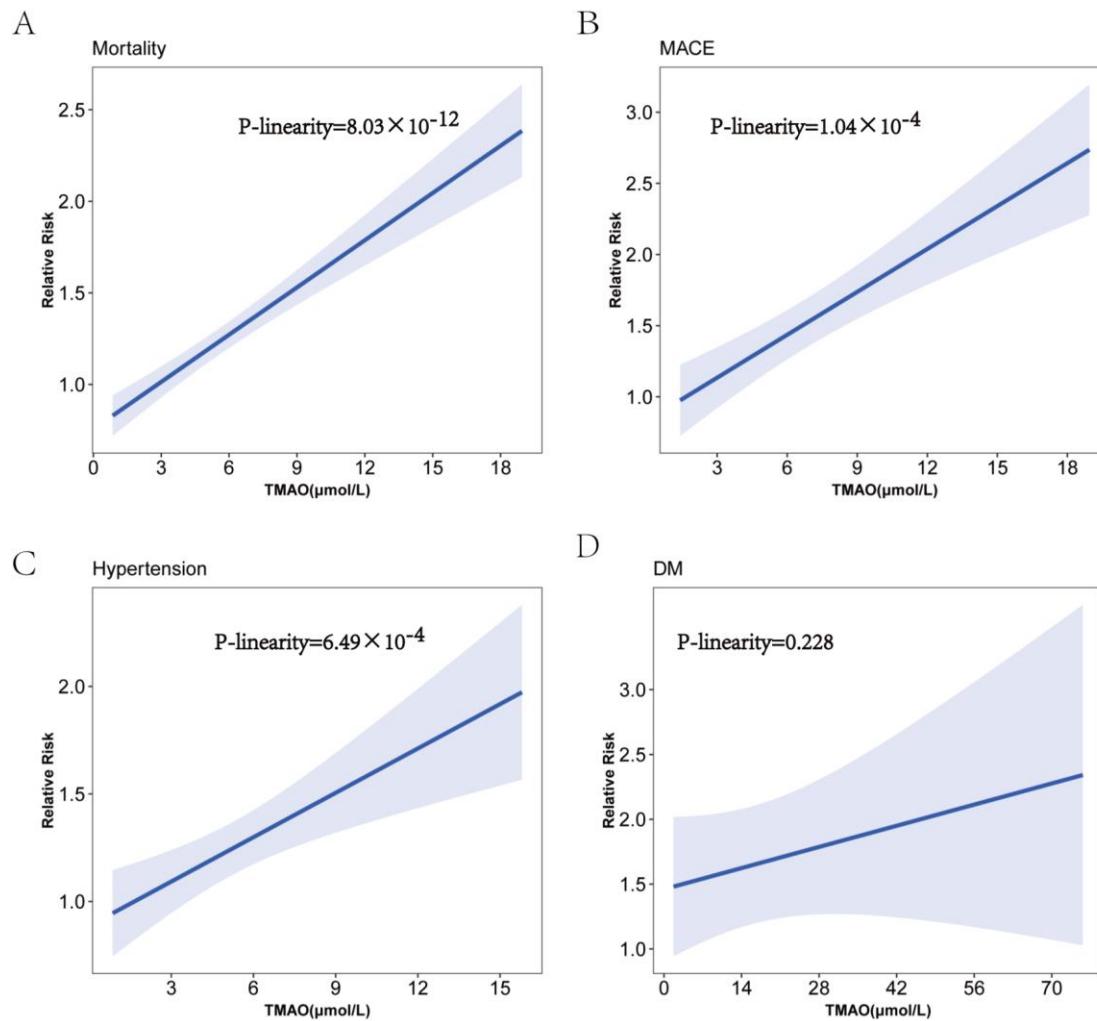 A
Mortality
P-linearity=8.03×10-12
2.5
2.0
1.5
1.0
Relative Risk
0 3 6 9 12 15 18
TMAO(μmol/L)
B
MACE
P-linearity=1.04×10-4
3.0
2.5
2.0
1.5
1.0
Relative Risk
3 6 9 12 15 18
TMAO(μmol/L)
C
Hypertension
P-linearity=6.49×10-4
2.0
1.5
1.0
Relative Risk
3 6 9 12 15
TMAO(μmol/L)
D
DM
P-linearity=0.228
3.0
2.5
2.0
1.5
1.0
Relative Risk
0 14 28 42 56 70
TMAO(μmol/L)